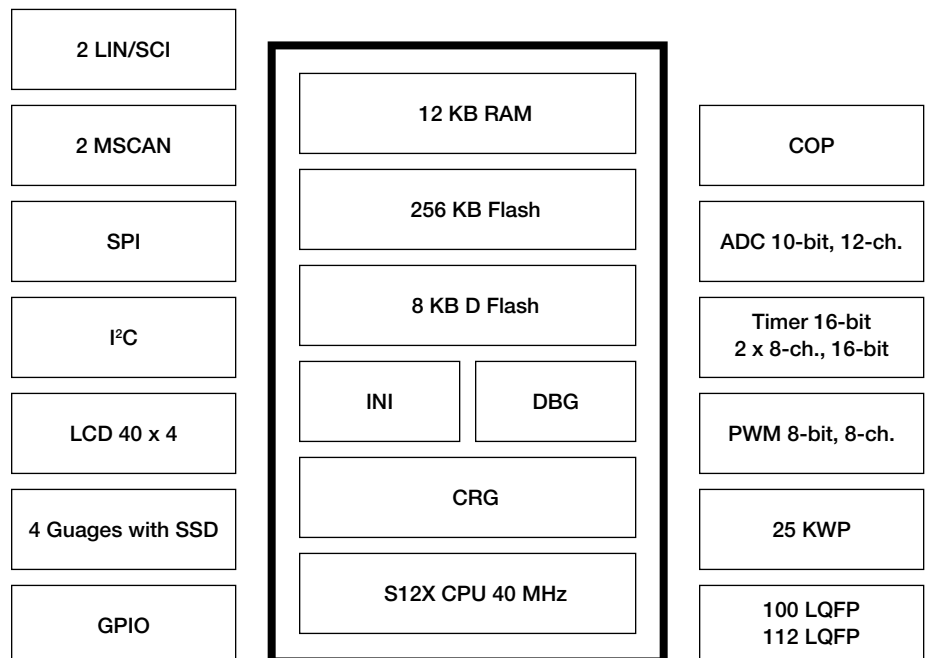 2 LIN/SCI
2 MSCAN
SPI
I²C
LCD 40 x 4
4 Guages with SSD
GPIO
12 KB RAM
256 KB Flash
8 KB D Flash
INI
DBG
CRG
S12X CPU 40 MHz
COP
ADC 10-bit, 12-ch.
Timer 16-bit
2 x 8-ch., 16-bit
PWM 8-bit, 8-ch.
25 KWP
100 LQFP
112 LQFP